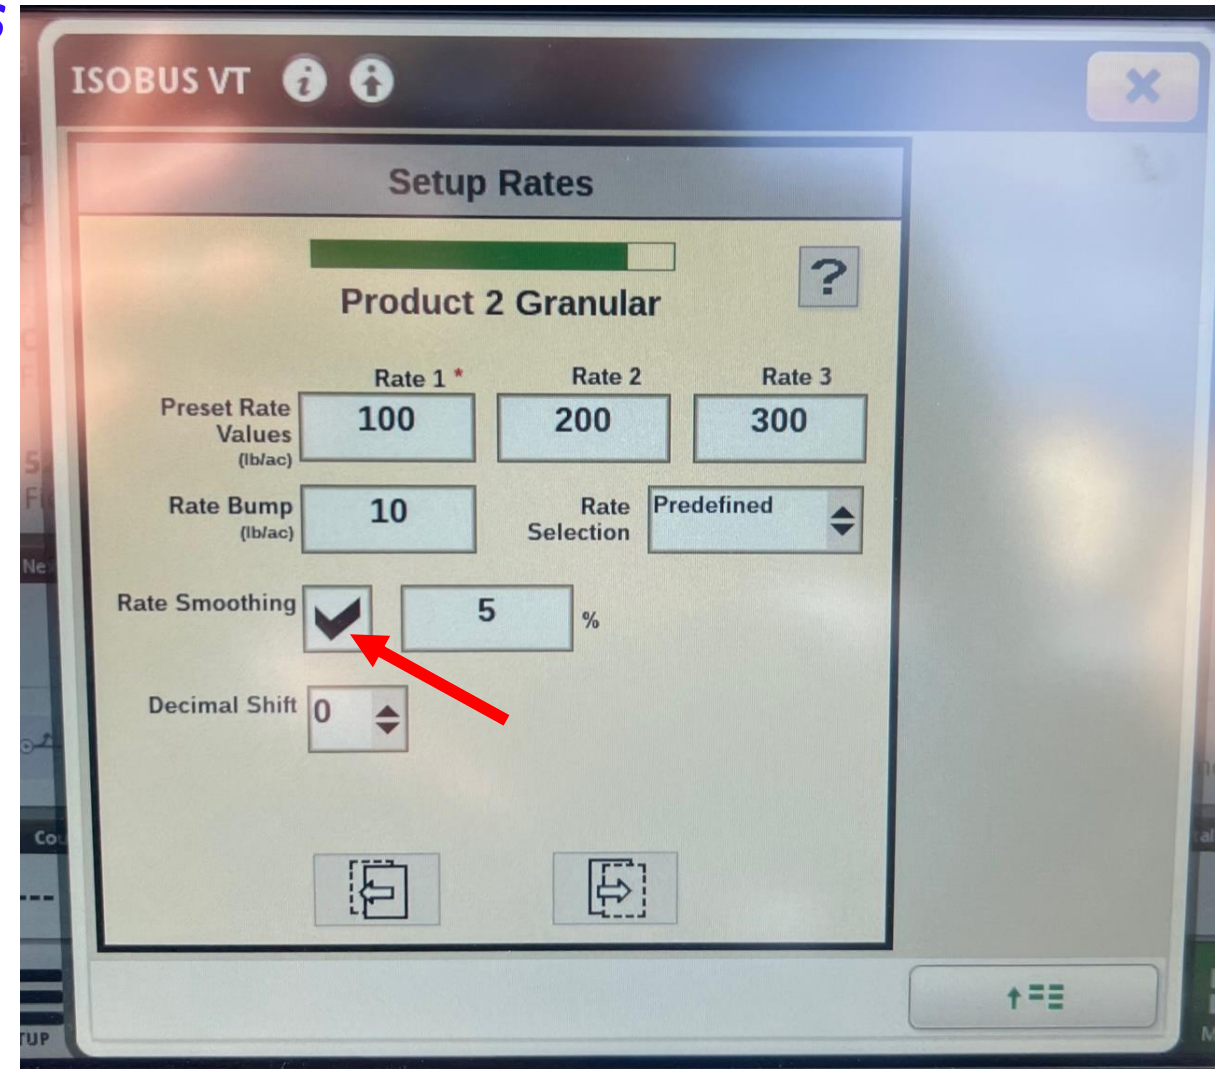 ISOBUS VT
Setup Rates
?
Product 2 Granular
Rate 1 * Rate 2 Rate 3
Preset Rate Values (lb/ac) 100 200 300
Rate Bump (lb/ac) 10 Rate Selection Predefined
Rate Smoothing 5 %
Decimal Shift 0